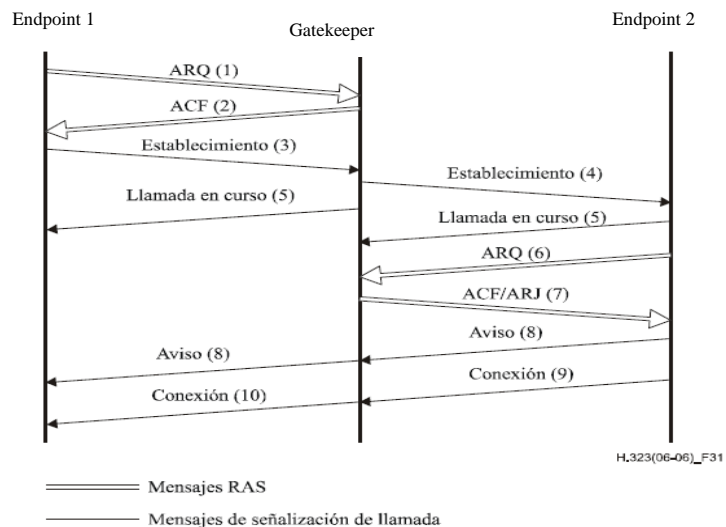 Endpoint 1
Gatekeeper
Endpoint 2
ARQ (1)
ACF (2)
Establecimiento (3)
Establecimiento (4)
Llamada en curso (5)
Llamada en curso (5)
ARQ (6)
ACF/ARJ (7)
Aviso (8)
Aviso (8)
Conexión (9)
Conexión (10)
H.323(06-06)_F31
Mensajes RAS
Mensajes de señalización de llamada